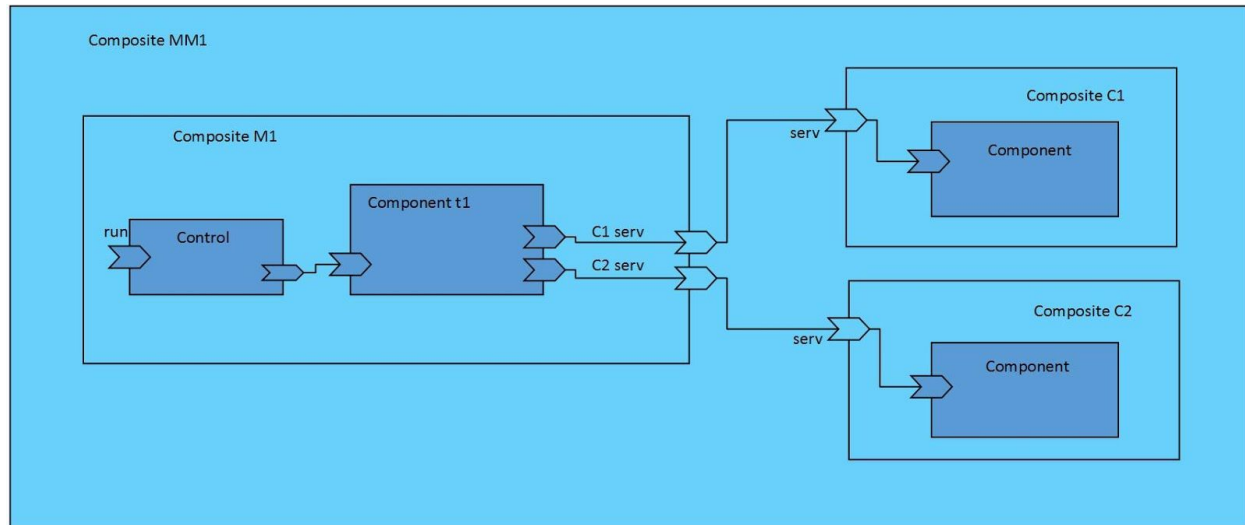 Composite MM1
Composite M1
run
Control
Component t1
C1 serv
C2 serv
serv
Composite C1
Component
serv
Composite C2
Component